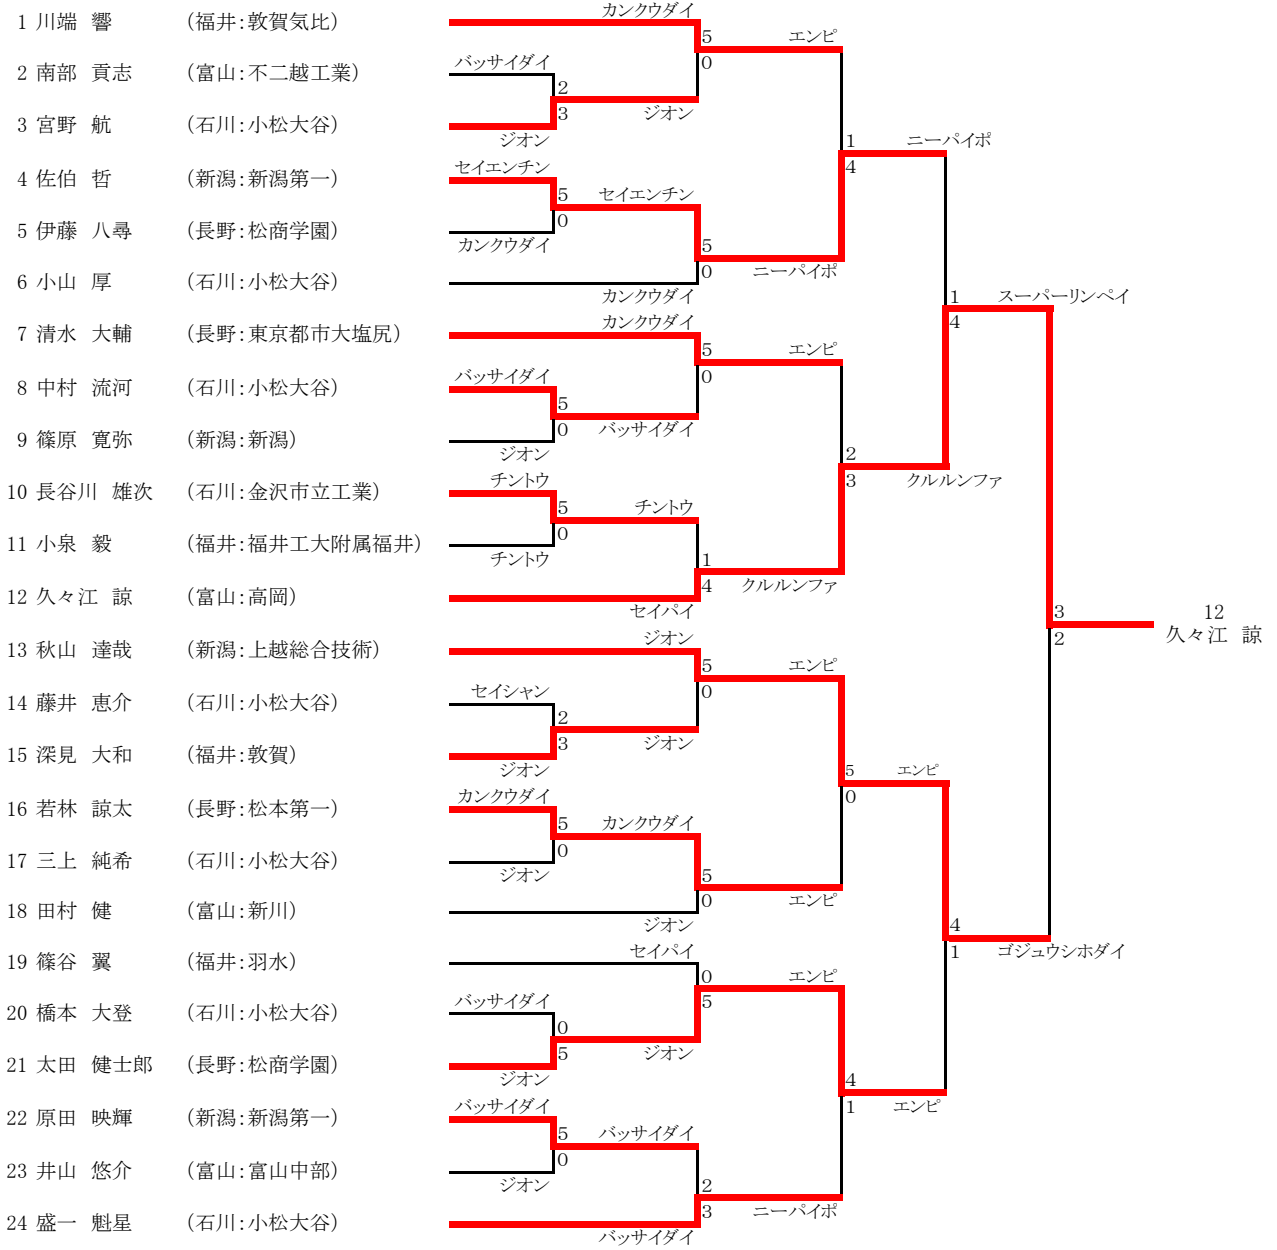 カンクウダイ
1 川端 響 (福井:敦賀気比)
5 エンピ
0
バッサイダイ
2 南部 貢志 (富山:不二越工業)
2
3 ジオン
3 宮野 航 (石川:小松大谷)
ジオン
1 ニーパイポ
4
セイエンチン
4 佐伯 哲 (新潟:新潟第一)
5 セイエンチン
0
5 伊藤 八尋 (長野:松商学園)
カンクウダイ
5
0 ニーパイポ
6 小山 厚 (石川:小松大谷)
カンクウダイ
1 スーパーリンペイ
4
カンクウダイ
7 清水 大輔 (長野:東京都市大塩尻)
5 エンピ
0
バッサイダイ
8 中村 流河 (石川:小松大谷)
5
0 バッサイダイ
9 篠原 寛弥 (新潟:新潟)
ジオン
2
3 クルルンファ
チントウ
10 長谷川 雄次 (石川:金沢市立工業)
5 チントウ
0
11 小泉 毅 (福井:福井工大附属福井)
チントウ
1
4 クルルンファ
12 久々江 諒 (富山:高岡)
セイパイ
3
2
12
久々江 諒
ジオン
13 秋山 達哉 (新潟:上越総合技術)
5 エンピ
0
セイシャン
14 藤井 恵介 (石川:小松大谷)
2
3 ジオン
15 深見 大和 (福井:敦賀)
ジオン
5 エンピ
0
カンクウダイ
16 若林 諒太 (長野:松本第一)
5 カンクウダイ
0
17 三上 純希 (石川:小松大谷)
ジオン
5
0 エンピ
18 田村 健 (富山:新川)
ジオン
4
1 ゴジュウシホダイ
セイパイ
19 篠谷 翼 (福井:羽水)
0 エンピ
5
バッサイダイ
20 橋本 大登 (石川:小松大谷)
0
5 ジオン
21 太田 健士郎 (長野:松商学園)
ジオン
4
1 エンピ
バッサイダイ
22 原田 映輝 (新潟:新潟第一)
5 バッサイダイ
0
23 井山 悠介 (富山:富山中部)
ジオン
2
3 ニーパイポ
24 盛一 魁星 (石川:小松大谷)
バッサイダイ